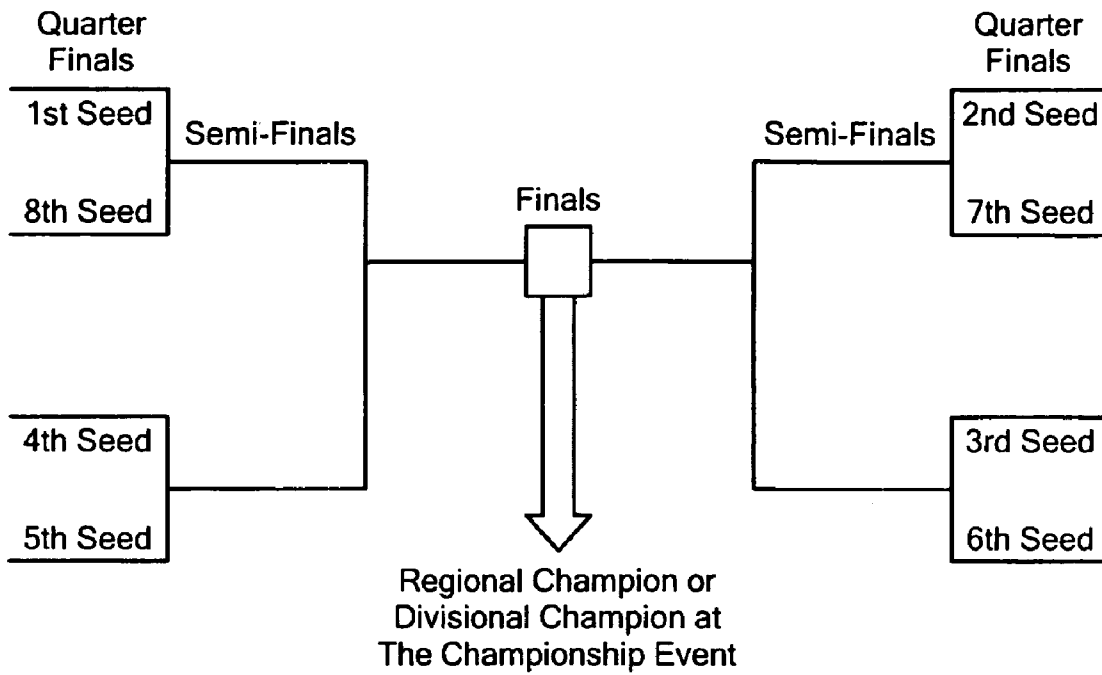 Quarter
Finals
1st Seed
8th Seed
Semi-Finals
4th Seed
5th Seed
Finals
Regional Champion or
Divisional Champion at
The Championship Event
Semi-Finals
Quarter
Finals
2nd Seed
7th Seed
3rd Seed
6th Seed